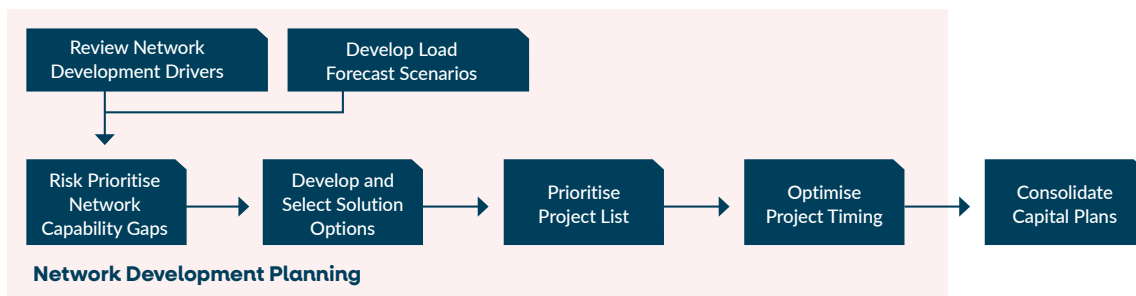 Review Network
Development Drivers
Develop Load
Forecast Scenarios
Risk Prioritise
Network
Capability Gaps
Develop and
Select Solution
Options
Prioritise
Project List
Optimise
Project Timing
Consolidate
Capital Plans
Network Development Planning